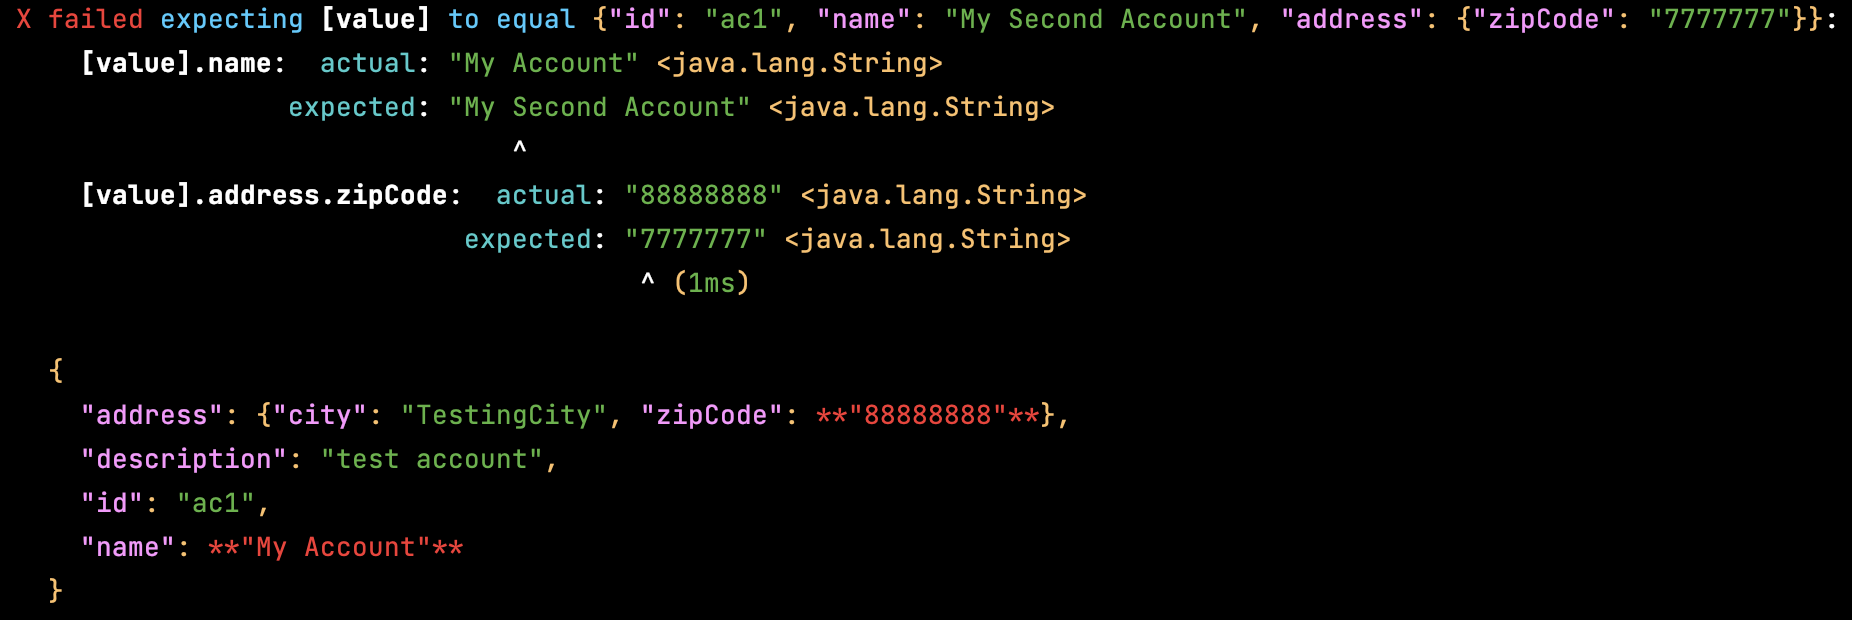 X failed expecting [value] to equal {"id": "ac1", "name": "My Second Account", "address": {"zipCode": "7777777"}}:
    [value].name:  actual: "My Account" <java.lang.String>
                 expected: "My Second Account" <java.lang.String>
                               ^
    [value].address.zipCode:  actual: "88888888" <java.lang.String>
                            expected: "7777777" <java.lang.String>
                                       ^ (1ms)

  {
    "address": {"city": "TestingCity", "zipCode": **"88888888"**},
    "description": "test account",
    "id": "ac1",
    "name": **"My Account"**
  }